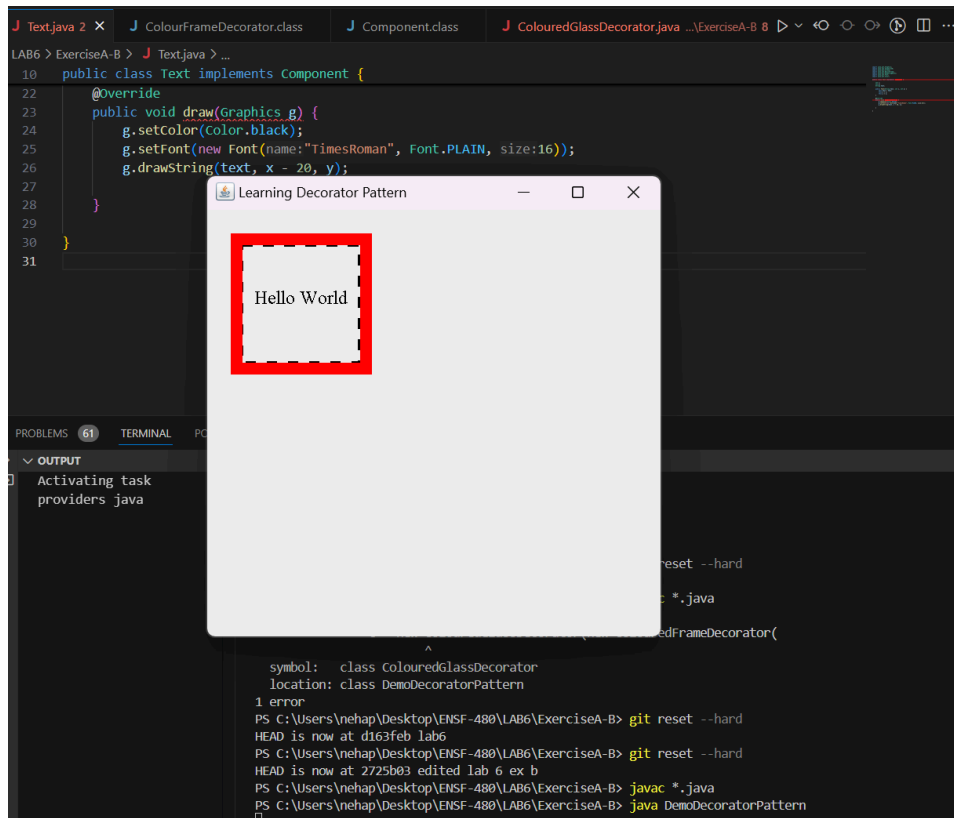 Text.java 2 ColourFrameDecorator.class Component.class ColouredGlassDecorator.java ...\ExerciseA-B 8
LAB6 > ExerciseA-B > Text.java > ...
10 public class Text implements Component {
22 @Override
23 public void draw(Graphics g) {
24 g.setColor(Color.black);
25 g.setFont(new Font(name:"TimesRoman", Font.PLAIN, size:16));
26 g.drawString(text, x - 20, y);
27
28 }
29
30 }
31
Learning Decorator Pattern
Hello World
PROBLEMS 61 TERMINAL PO
OUTPUT
Activating task
providers java
reset --hard
c *.java
edFrameDecorator(
^
symbol: class ColouredGlassDecorator
location: class DemoDecoratorPattern
1 error
PS C:\Users\nehap\Desktop\ENSF-480\LAB6\ExerciseA-B> git reset --hard
HEAD is now at d163feb lab6
PS C:\Users\nehap\Desktop\ENSF-480\LAB6\ExerciseA-B> git reset --hard
HEAD is now at 2725b03 edited lab 6 ex b
PS C:\Users\nehap\Desktop\ENSF-480\LAB6\ExerciseA-B> javac *.java
PS C:\Users\nehap\Desktop\ENSF-480\LAB6\ExerciseA-B> java DemoDecoratorPattern